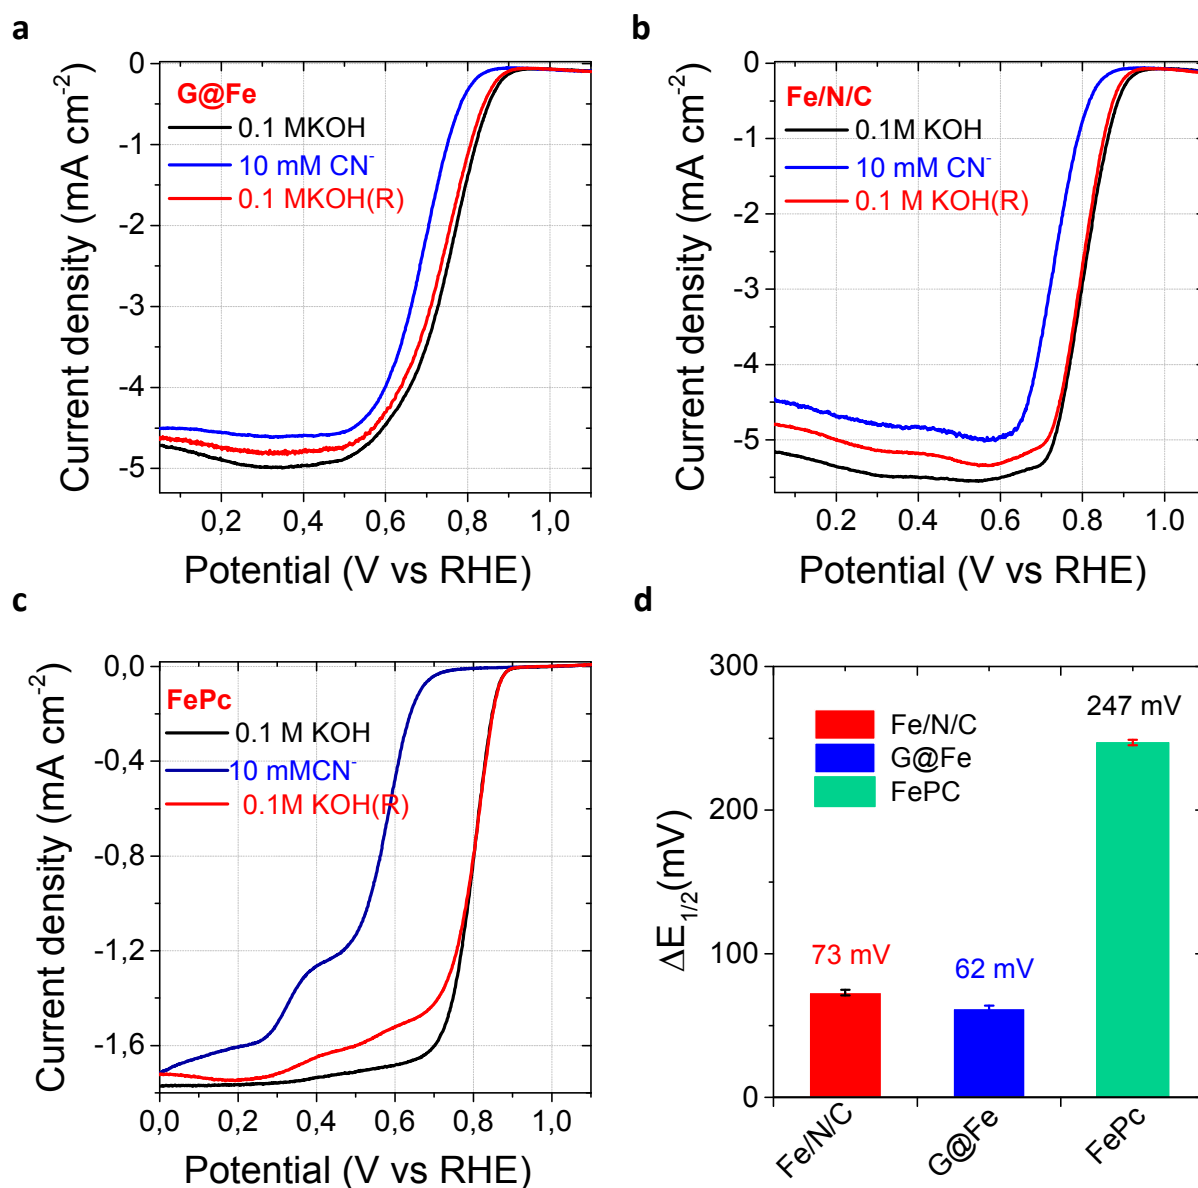 a
G@Fe
0.1 MKOH
10 mM CN⁻
0.1 MKOH(R)
0
-1
-2
-3
-4
-5
Current density (mA cm⁻²)
0,2 0,4 0,6 0,8 1,0
Potential (V vs RHE)
b
Fe/N/C
0.1M KOH
10 mM CN⁻
0.1 M KOH(R)
0
-1
-2
-3
-4
-5
Current density (mA cm⁻²)
0.2 0.4 0.6 0.8 1.0
Potential (V vs RHE)
c
FePc
0.1 M KOH
10 mMCN⁻
0.1M KOH(R)
0,0
-0,4
-0,8
-1,2
-1,6
Current density (mA cm⁻²)
0,0 0,2 0,4 0,6 0,8 1,0
Potential (V vs RHE)
d
300
200
100
0
ΔE₁/₂(mV)
Fe/N/C
G@Fe
FePC
247 mV
73 mV
62 mV
Fe/N/C
G@Fe
FePc